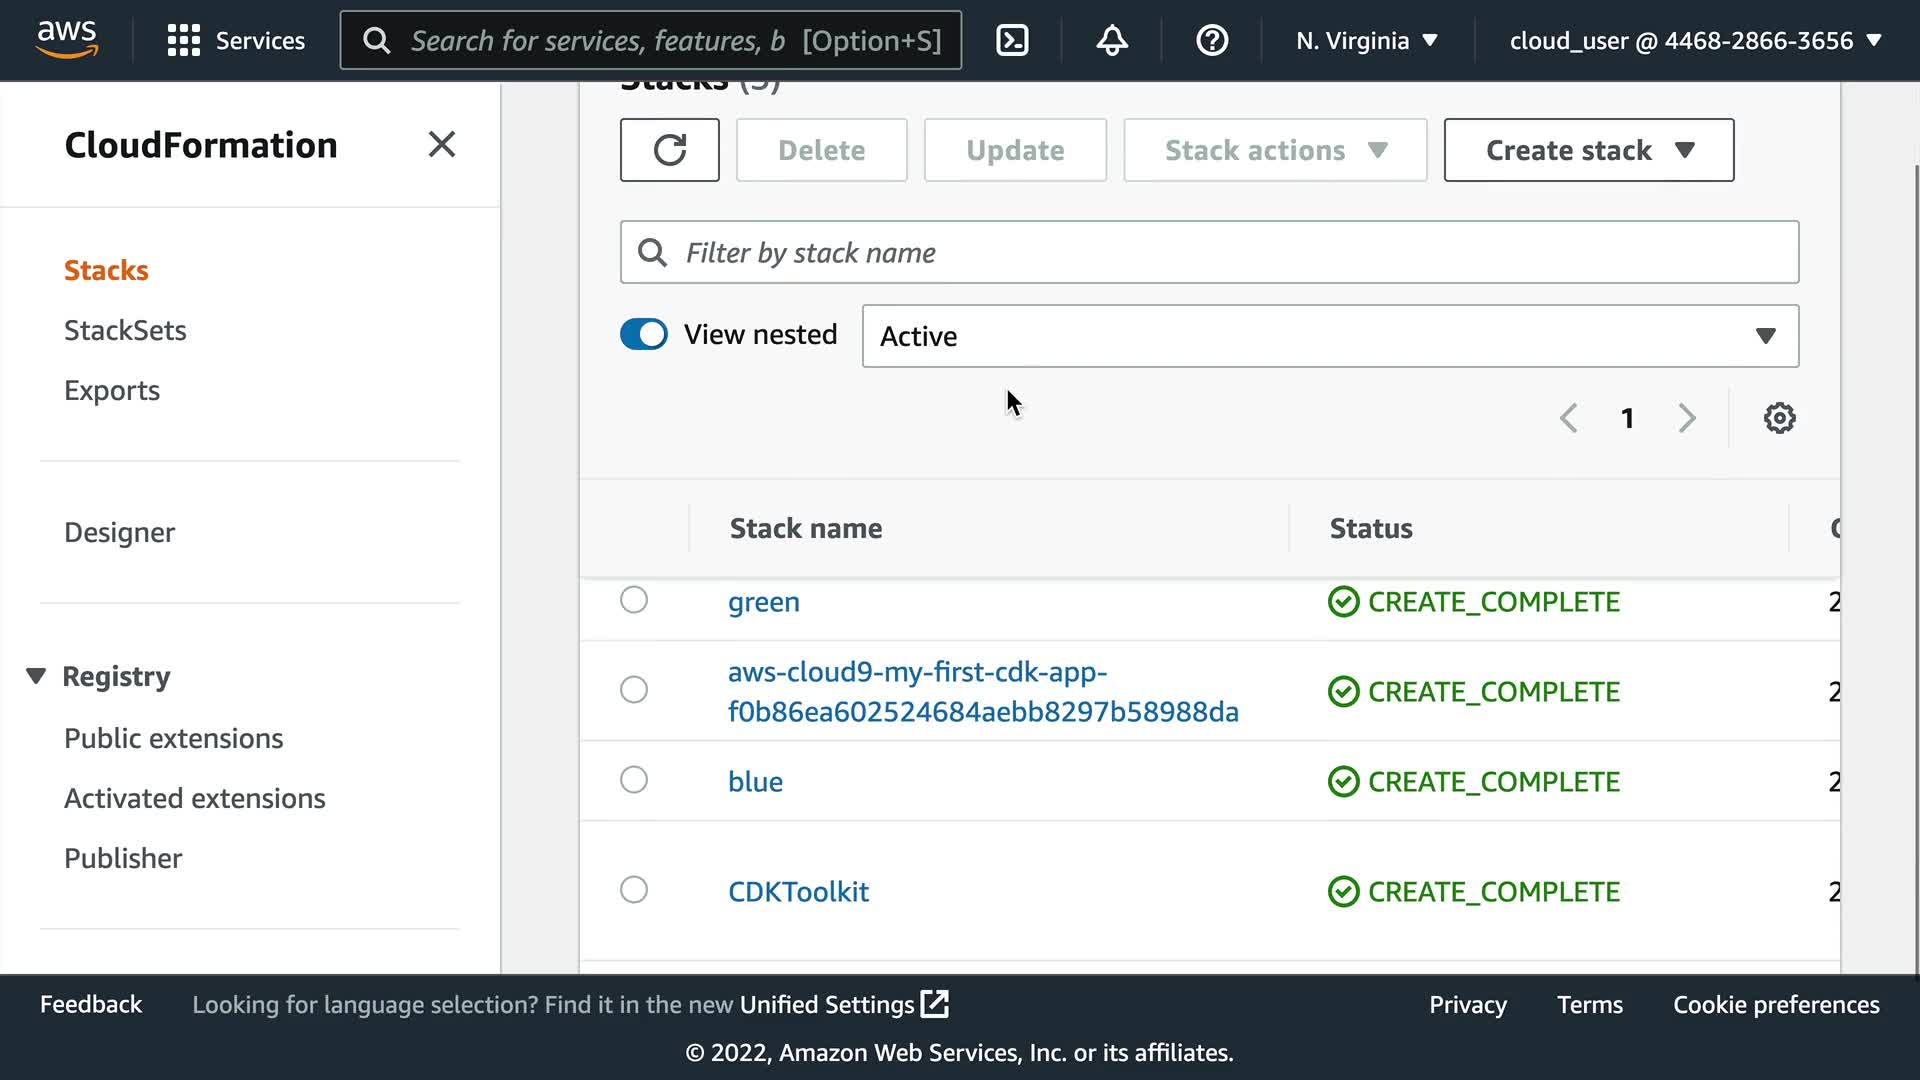 aws
Services
Search for services, features, b [Option+S]
N. Virginia
cloud_user @ 4468-2866-3656
CloudFormation
Stacks
StackSets
Exports
Designer
Registry
Public extensions
Activated extensions
Publisher
Stacks
Delete
Update
Stack actions
Create stack
Filter by stack name
View nested
Active
1
Stack name
Status
green
CREATE_COMPLETE
2
aws-cloud9-my-first-cdk-app-
f0b86ea602524684aebb8297b58988da
CREATE_COMPLETE
2
blue
CREATE_COMPLETE
2
CDKToolkit
CREATE_COMPLETE
2
Feedback
Looking for language selection? Find it in the new Unified Settings
Privacy
Terms
Cookie preferences
© 2022, Amazon Web Services, Inc. or its affiliates.